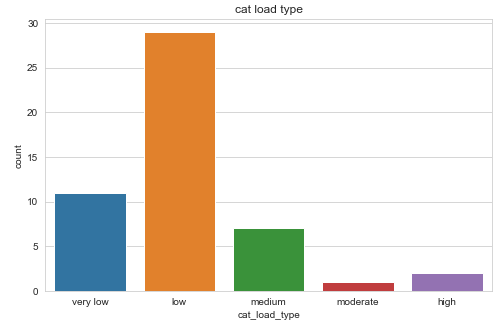 cat load type
30
25
20
15
10
5
0
count
very low
low
medium
moderate
high
cat_load_type